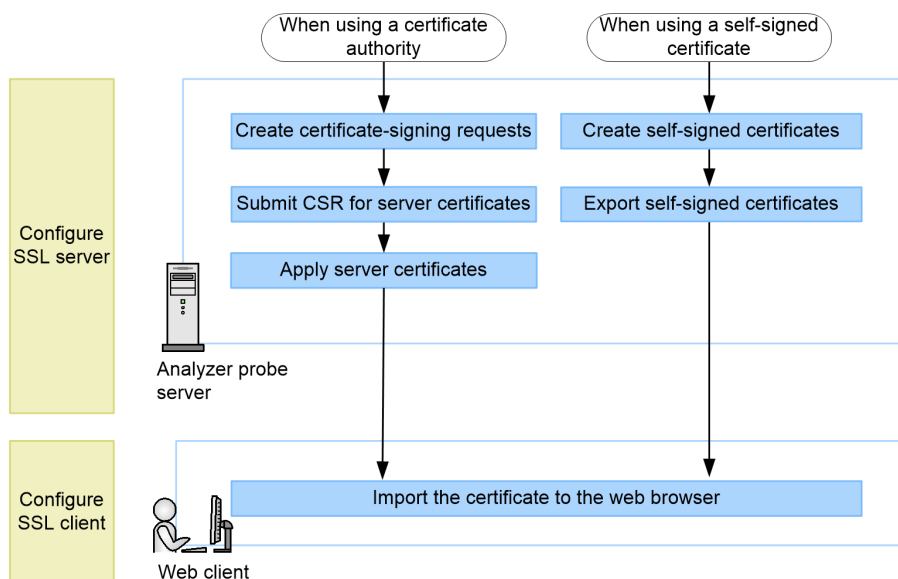 When using a certificate
authority
When using a self-signed
certificate
Configure
SSL server
Create certificate-signing requests
Create self-signed certificates
Submit CSR for server certificates
Export self-signed certificates
Apply server certificates
Analyzer probe
server
Configure
SSL client
Import the certificate to the web browser
Web client